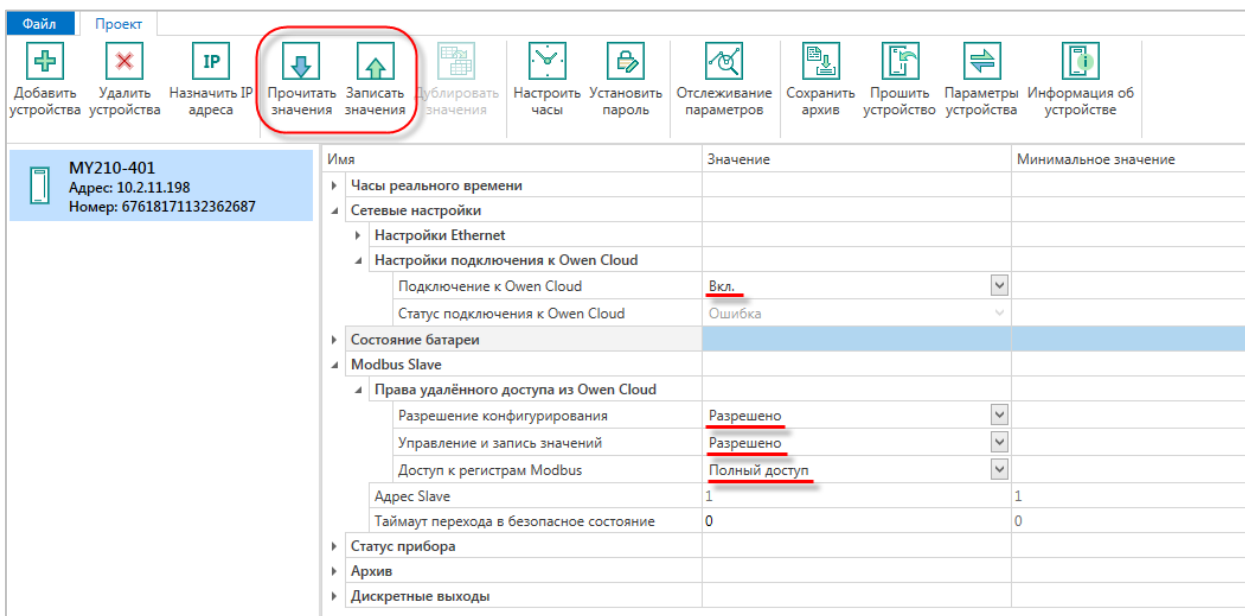 Файл Проект
IP
Добавить устройства
Удалить устройства
Назначить IP адреса
Прочитать значения
Записать значения
Дублировать значения
Настроить часы
Установить пароль
Отслеживание параметров
Сохранить архив
Прошить устройство
Параметры устройства
Информация об устройстве
МУ210-401
Адрес: 10.2.11.198
Номер: 67618171132362687
Имя Значение Минимальное значение
Часы реального времени
Сетевые настройки
Настройки Ethernet
Настройки подключения к Owen Cloud
Подключение к Owen Cloud Вкл.
Статус подключения к Owen Cloud Ошибка
Состояние батареи
Modbus Slave
Права удалённого доступа из Owen Cloud
Разрешение конфигурирования Разрешено
Управление и запись значений Разрешено
Доступ к регистрам Modbus Полный доступ
Адрес Slave 1 1
Таймаут перехода в безопасное состояние 0 0
Статус прибора
Архив
Дискретные выходы